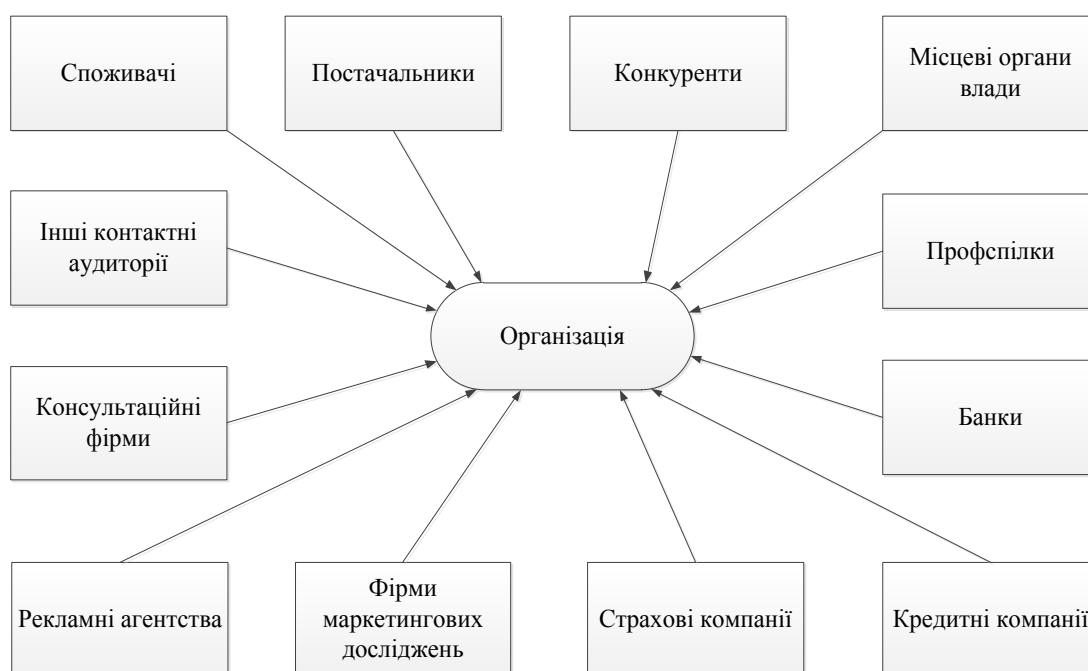 Споживачі
Постачальники
Конкуренти
Місцеві органи
влади
Інші контактні
аудиторії
Профспілки
Організація
Консультаційні
фірми
Банки
Рекламні агентства
Фірми
маркетингових
досліджень
Страхові компанії
Кредитні компанії